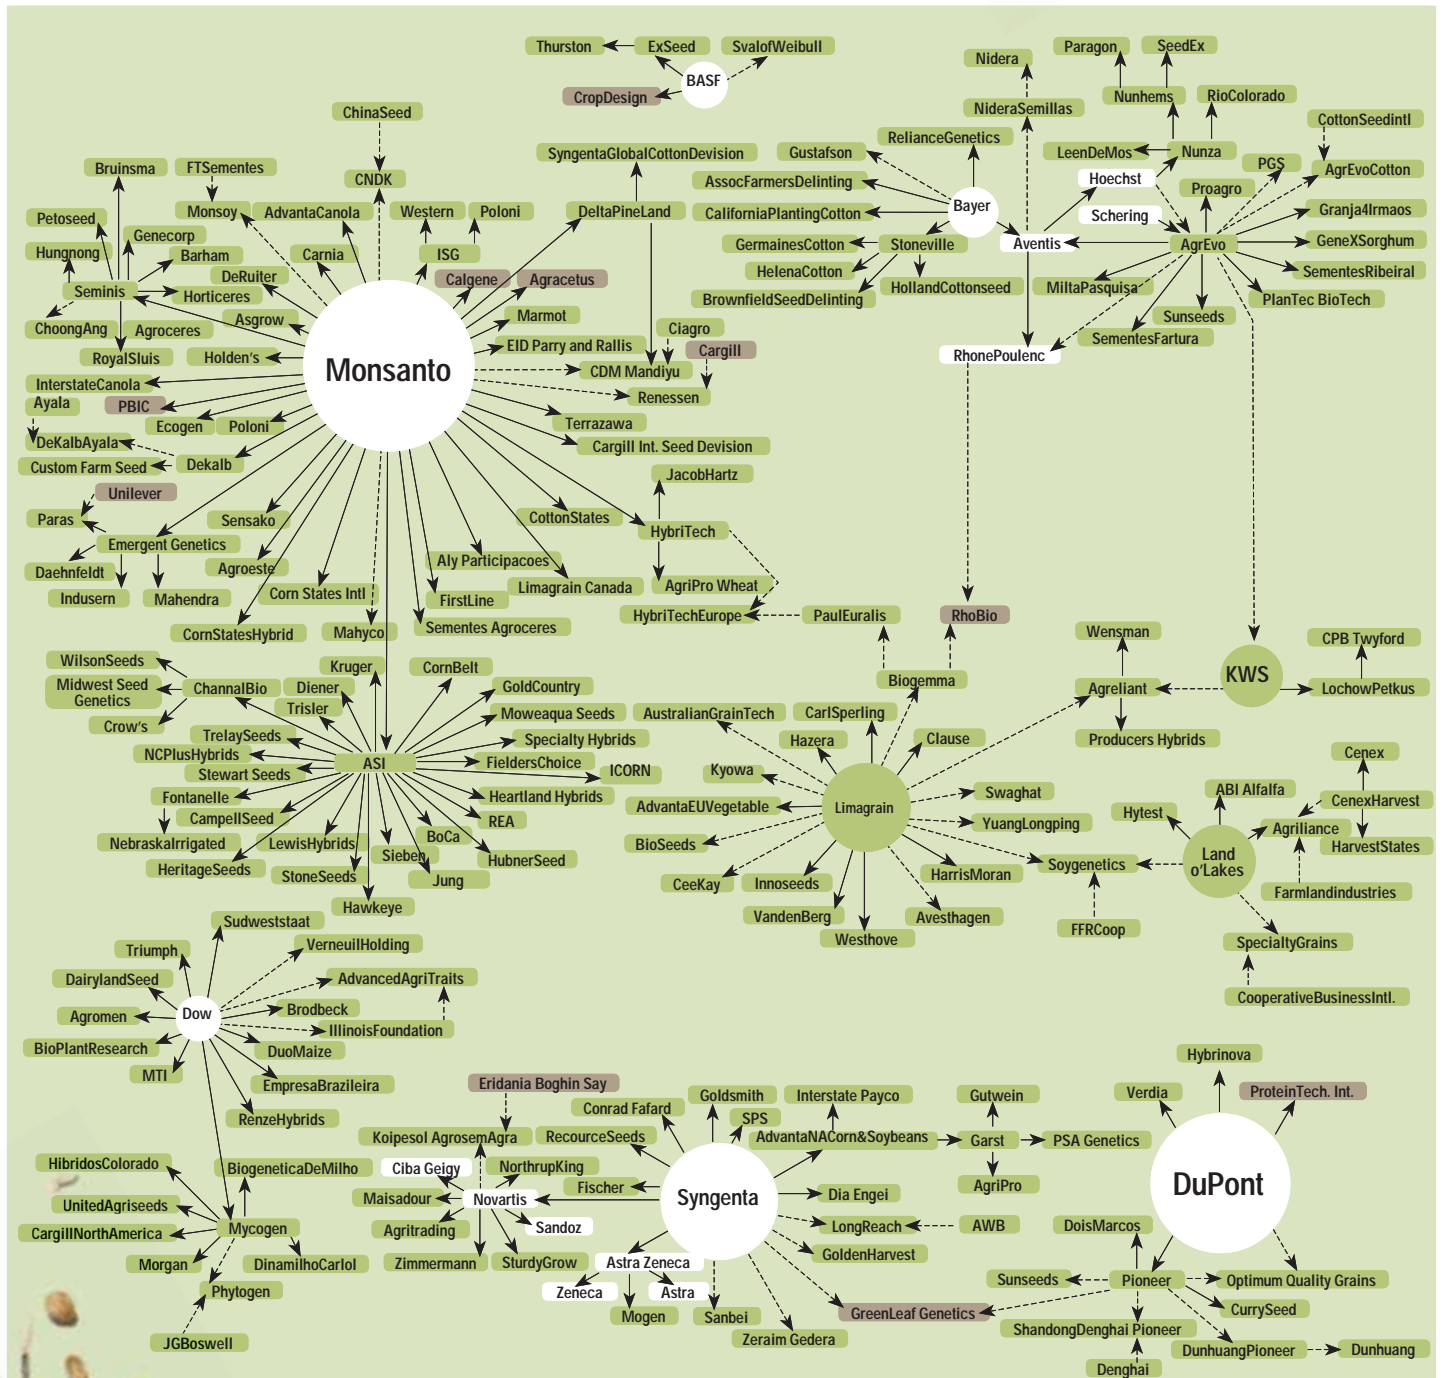 Thurston
ExSeed
SvalofWeibull
BASF
CropDesign
Nidera
Paragon
SeedEx
NideraSemillas
Nunhems
RioColorado
CottonSeedintl
ChinaSeed
RelianceGenetics
Gustafson
LeenDeMos
Nunza
PGS
AgrEvoCotton
SyngentaGlobalCottonDevision
Bruinsma
FTSementes
CNDK
AssocFarmersDelinting
Hoechst
Proagro
Petoseed
Monsoy
AdvantaCanola
Western
Poloni
DeltaPineLand
CaliforniaPlantingCotton
Bayer
Schering
Granja4Irmaos
Genecorp
Hungnong
Barham
Carnia
ISG
GermainesCotton
Stoneville
Aventis
AgrEvo
GeneXSorghum
DeRuiter
Calgene
Agracetus
HelenaCotton
SementesRibeiral
Seminis
Horticeres
BrownfieldSeedDelinting
HollandCottonseed
MiltaPasquisa
PlanTec BioTech
Asgrow
Marmot
Sunseeds
ChoongAng
Agroceres
Ciagro
SementesFartura
RoyalSluis
Holden's
EID Parry and Rallis
Cargill
RhonePoulenc
Monsanto
CDM Mandiyu
InterstateCanola
Renessen
Ayala
PBIC
Ecogen
Poloni
Terrazawa
DeKalbAyala
Cargill Int. Seed Devision
Custom Farm Seed
Dekalb
JacobHartz
Unilever
Paras
Sensako
CottonStates
HybriTech
Emergent Genetics
Aly Participacoes
Daehnfeldt
Agroeste
AgriPro Wheat
Indusern
Mahendra
Corn States Intl
FirstLine
Limagrain Canada
HybriTechEurope
PaulEuralis
RhoBio
CornStatesHybrid
Mahyco
Sementes Agroceres
Wensman
CPB Twyford
WilsonSeeds
Kruger
CornBelt
Biogemma
KWS
Midwest Seed
Genetics
ChannalBio
Diener
GoldCountry
Agreliant
LochowPetkus
Trisler
Moweaqua Seeds
AustralianGrainTech
CarlSperling
Crow's
TrelaySeeds
Specialty Hybrids
Hazera
Clause
Producers Hybrids
NCPlusHybrids
ASI
FieldersChoice
Cenex
Stewart Seeds
ICORN
Kyowa
ABI Alfalfa
Fontanelle
Heartland Hybrids
AdvantaEUVegetable
Limagrain
Swaghat
Hytest
CenexHarvest
CampellSeed
REA
YuangLongping
Agriliance
NebraskaIrrigated
LewisHybrids
BoCa
BioSeeds
HarvestStates
Sieben
HubnerSeed
Soygenetics
Land
o'Lakes
HeritageSeeds
StoneSeeds
Jung
CeeKay
Innoseeds
HarrisMoran
Farmlandindustries
Hawkeye
VandenBerg
Avesthagen
Sudweststaat
Westhove
FFRCoop
Triumph
VerneuilHolding
SpecialtyGrains
DairylandSeed
AdvancedAgriTraits
Agromen
Dow
Brodbeck
CooperativeBusinessIntl.
IllinoisFoundation
BioPlantResearch
DuoMaize
Hybrinova
MTI
EmpresaBrazileira
Eridania Boghin Say
Goldsmith
Interstate Payco
Gutwein
Verdia
ProteinTech. Int.
RenzeHybrids
Conrad Fafard
SPS
Koipesol AgrosemAgra
RecourseSeeds
AdvantaNACorn&Soybeans
Garst
PSA Genetics
HibridosColorado
BiogeneticaDeMilho
Ciba Geigy
NorthrupKing
DuPont
Fischer
Syngenta
AgriPro
UnitedAgriseeds
Maisadour
Novartis
Dia Engei
CargillNorthAmerica
Mycogen
Agritrading
Sandoz
LongReach
AWB
DoisMarcos
Morgan
DinamilhoCarlol
Zimmermann
SturdyGrow
Astra Zeneca
GoldenHarvest
Sunseeds
Pioneer
Optimum Quality Grains
Phytogen
Zeneca
Astra
GreenLeaf Genetics
CurrySeed
Mogen
Sanbei
ShandongDenghai Pioneer
JGBoswell
Zeraim Gedera
DunhuangPioneer
Dunhuang
Denghai